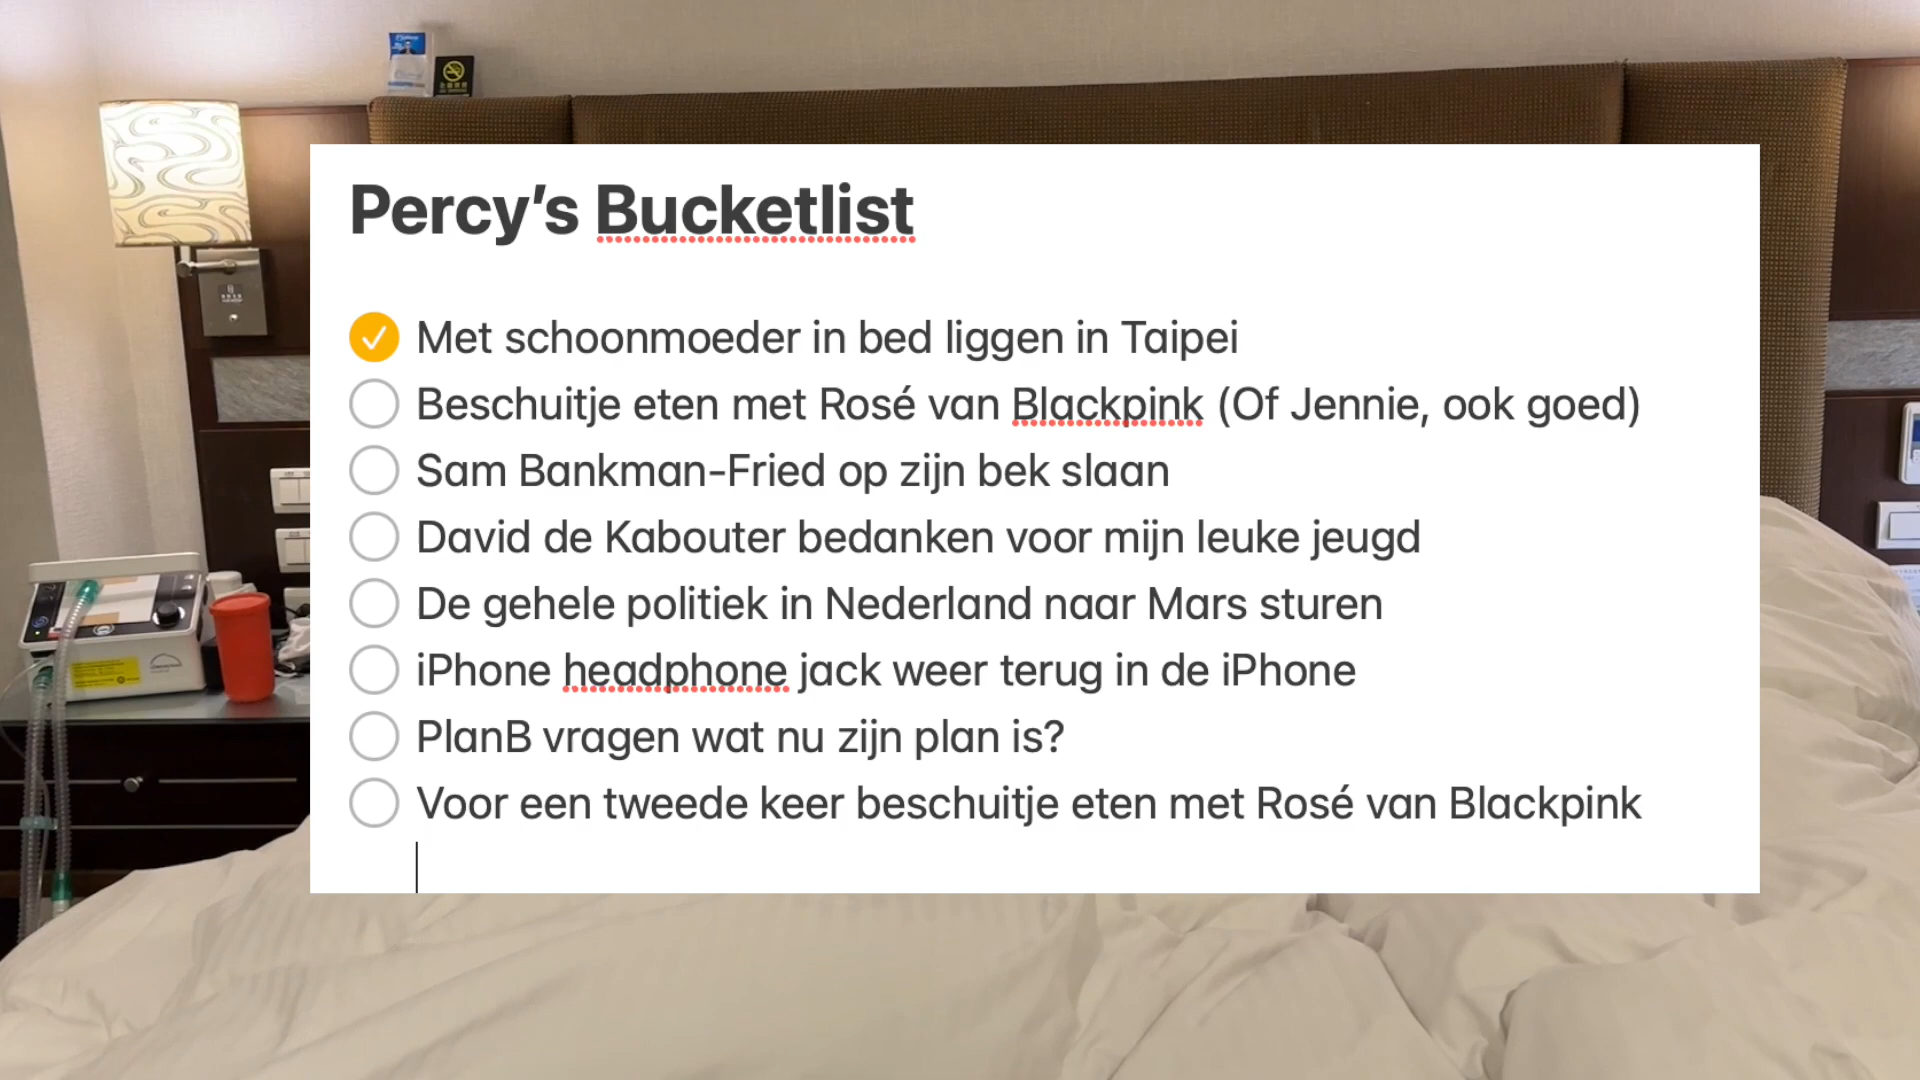 Percy's Bucketlist
Met schoonmoeder in bed liggen in Taipei
Beschuitje eten met Rosé van Blackpink (Of Jennie, ook goed)
Sam Bankman-Fried op zijn bek slaan
David de Kabouter bedanken voor mijn leuke jeugd
De gehele politiek in Nederland naar Mars sturen
iPhone headphone jack weer terug in de iPhone
PlanB vragen wat nu zijn plan is?
Voor een tweede keer beschuitje eten met Rosé van Blackpink